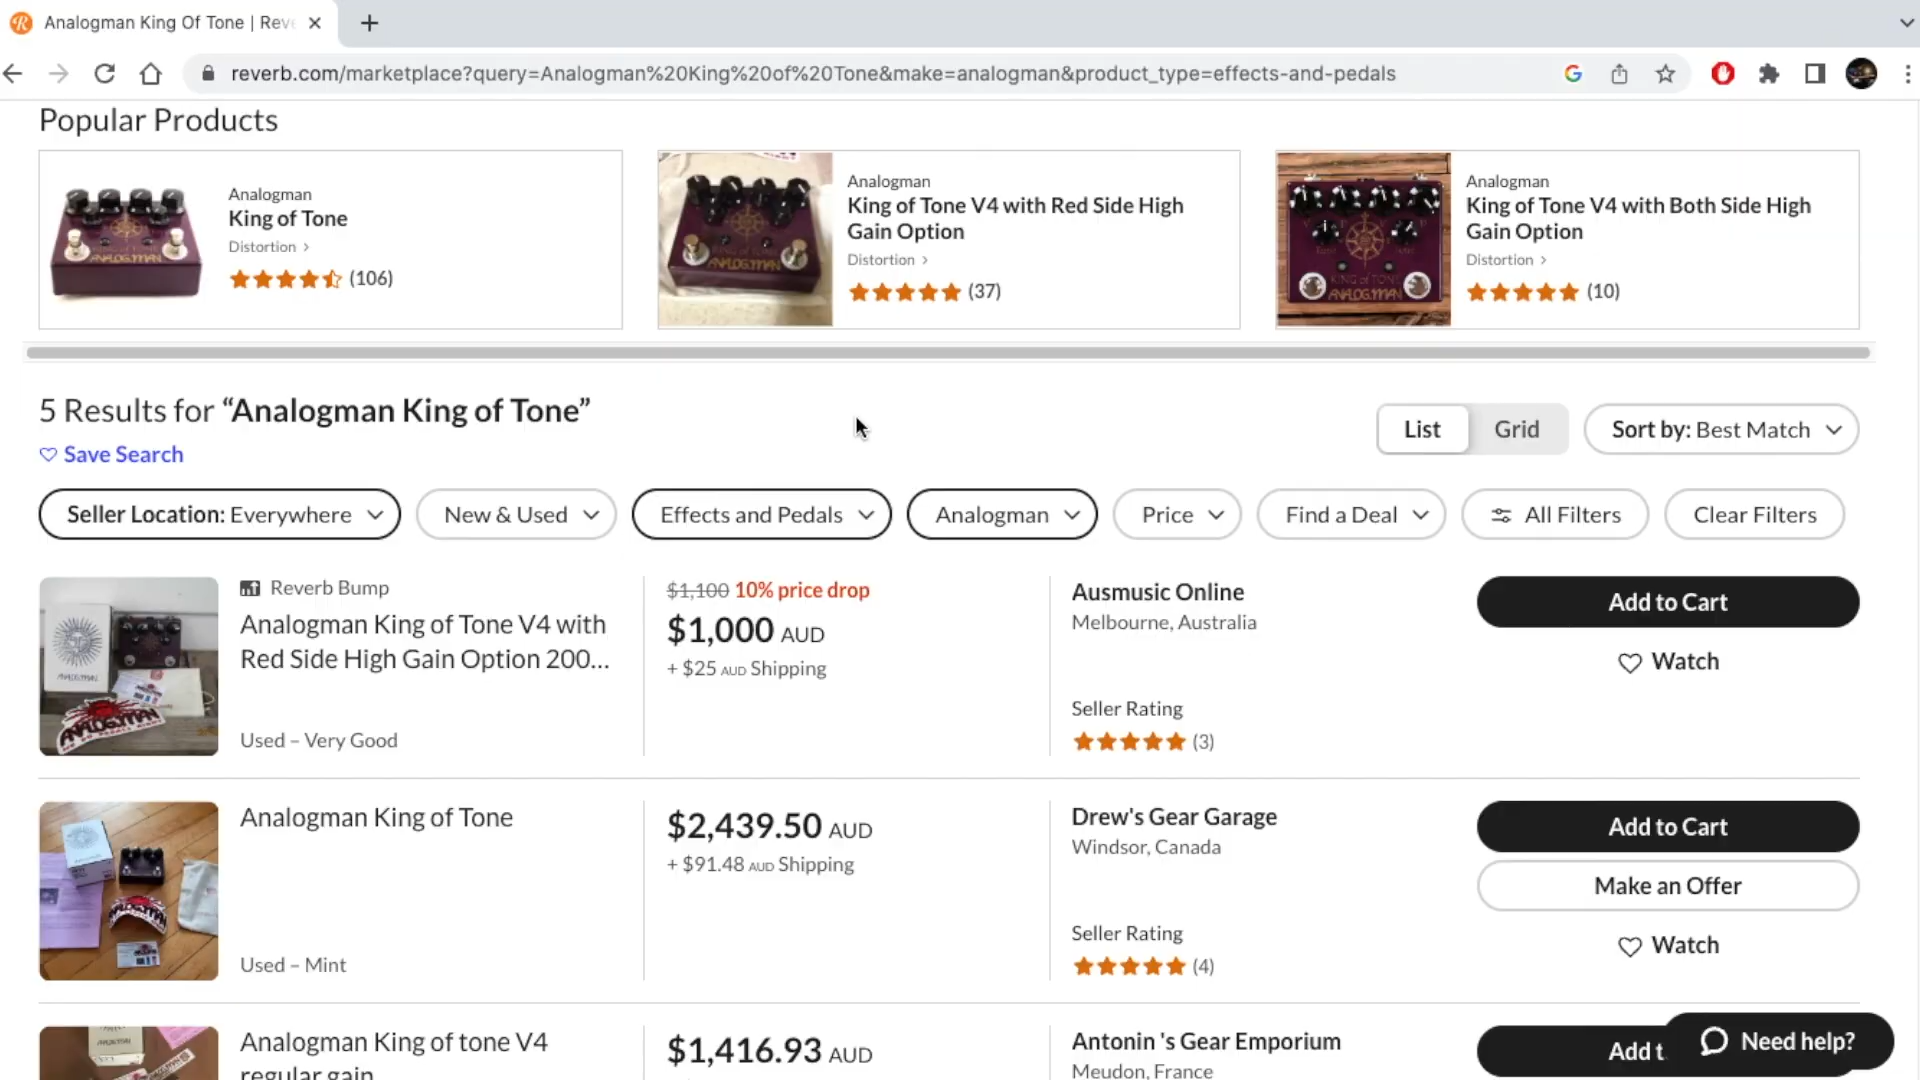 Analogman King Of Tone | Reve
reverb.com/marketplace?query=Analogman%20King%20of%20Tone&make=analogman&product_type=effects-and-pedals
Popular Products
Analogman
King of Tone
Distortion >
(106)
Analogman
King of Tone V4 with Red Side High
Gain Option
Distortion >
(37)
Analogman
King of Tone V4 with Both Side High
Gain Option
Distortion >
(10)
5 Results for “Analogman King of Tone”
Save Search
List
Grid
Sort by: Best Match
Seller Location: Everywhere
New & Used
Effects and Pedals
Analogman
Price
Find a Deal
All Filters
Clear Filters
Reverb Bump
Analogman King of Tone V4 with
Red Side High Gain Option 200...
Used – Very Good
$1,100 10% price drop
$1,000 AUD
+ $25 AUD Shipping
Ausmusic Online
Melbourne, Australia
Seller Rating
(3)
Add to Cart
Watch
Analogman King of Tone
Used – Mint
$2,439.50 AUD
+ $91.48 AUD Shipping
Drew's Gear Garage
Windsor, Canada
Seller Rating
(4)
Add to Cart
Make an Offer
Watch
Analogman King of tone V4
regular gain
$1,416.93 AUD
Antonin 's Gear Emporium
Meudon, France
Add t
Need help?